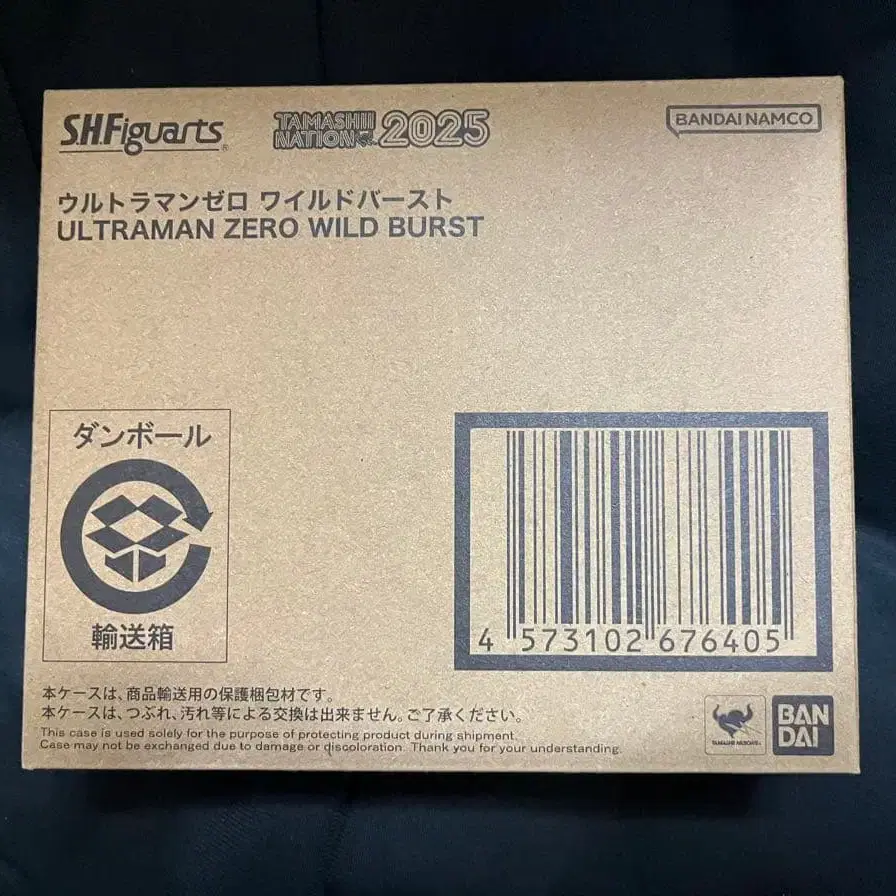 S.H.Figuarts®
TAMASHII NATION 2025
BANDAI NAMCO
ウルトラマンゼロ ワイルドバースト
ULTRAMAN ZERO WILD BURST
ダンボール
輸送箱
4 573102 676405
本ケースは、商品輸送用の保護梱包材です。
本ケースは、つぶれ、汚れ等による交換は出来ません。ご了承ください。
This case is used solely for the purpose of protecting product during shipment.
Case may not be exchanged due to damage or discoloration. Thank you for your understanding.
TAMASHII NATIONS
BAN
DAI